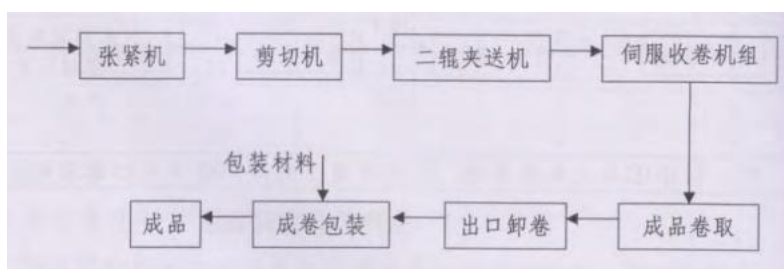 张紧机
剪切机
二辊夹送机
伺服收卷机组
包装材料
成品
成卷包装
出口卸卷
成品卷取